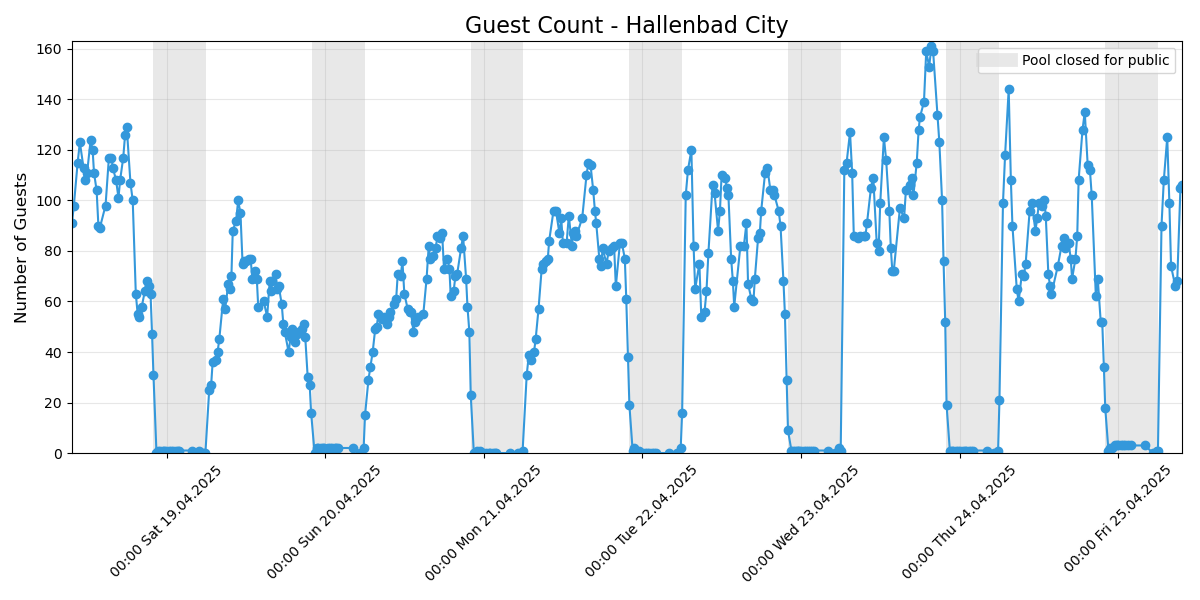 Guest Count - Hallenbad City
Number of Guests
160
140
120
100
80
60
40
20
0
Pool closed for public
00:00 Sat 19.04.2025
00:00 Sun 20.04.2025
00:00 Mon 21.04.2025
00:00 Tue 22.04.2025
00:00 Wed 23.04.2025
00:00 Thu 24.04.2025
00:00 Fri 25.04.2025